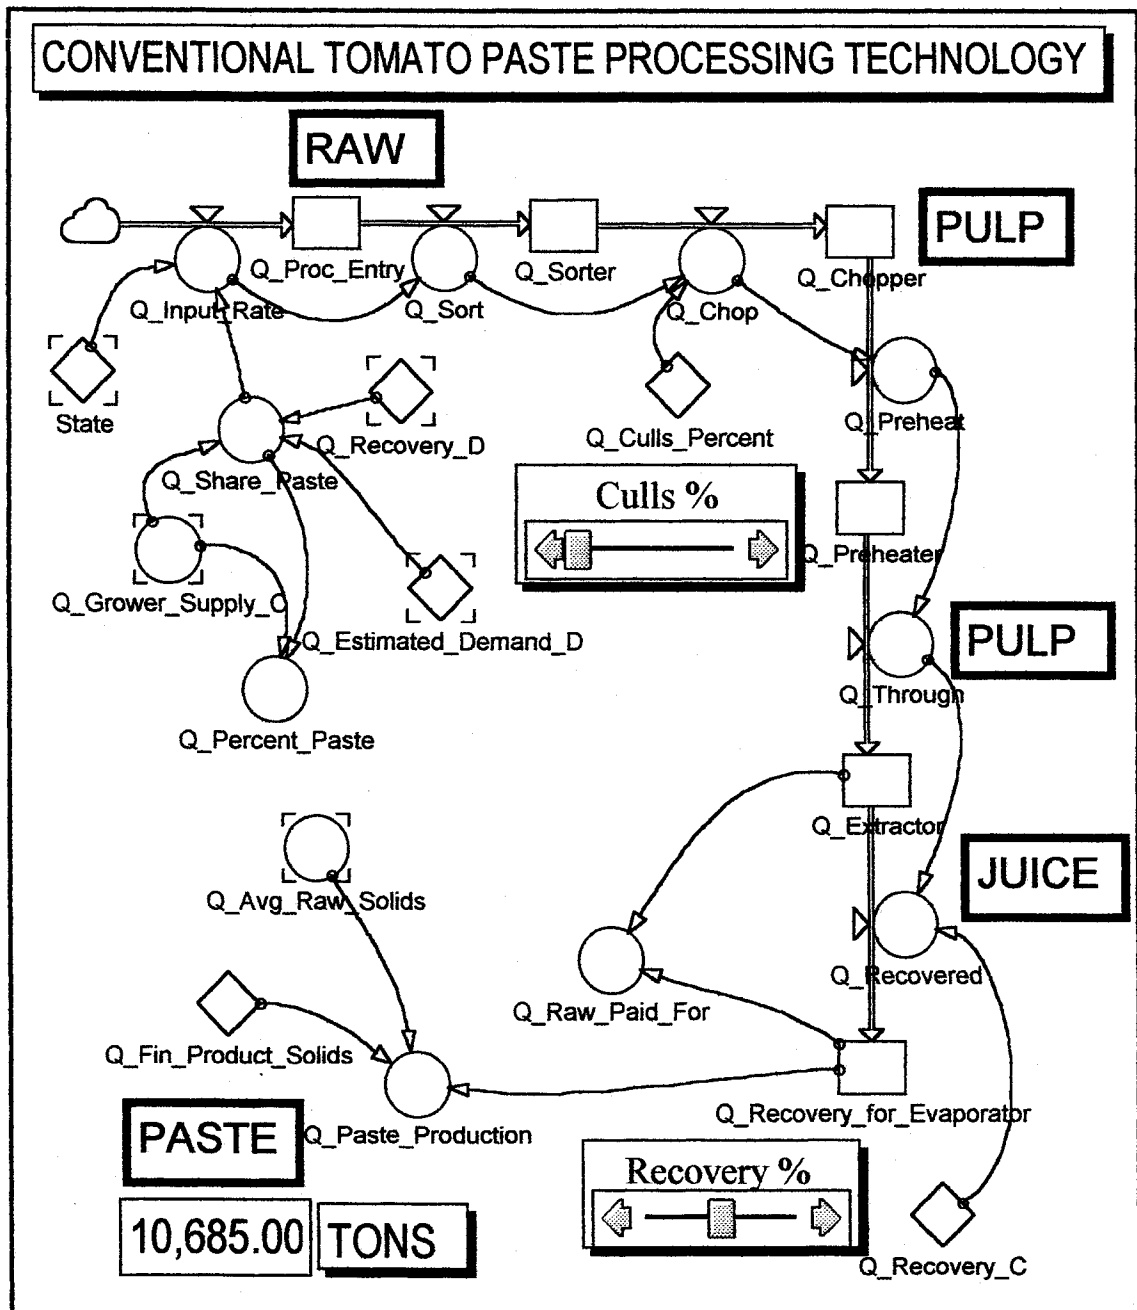 CONVENTIONAL TOMATO PASTE PROCESSING TECHNOLOGY
RAW
PULP
Q_Proc_Entry
Q_Sorter
Q_Chopper
Q_Input_Rate
Q_Sort
Q_Chop
State
Q_Recovery_D
Q_Culls_Percent
Q_Preheat
Q_Share_Paste
Culls %
Q_Preheater
Q_Grower_Supply_C
Q_Estimated_Demand_D
PULP
Q_Through
Q_Percent_Paste
Q_Extractor
JUICE
Q_Avg_Raw_Solids
Q_Recovered
Q_Raw_Paid_For
Q_Fin_Product_Solids
Q_Recovery_for_Evaporator
PASTE
Q_Paste_Production
Recovery %
10,685.00 TONS
Q_Recovery_C